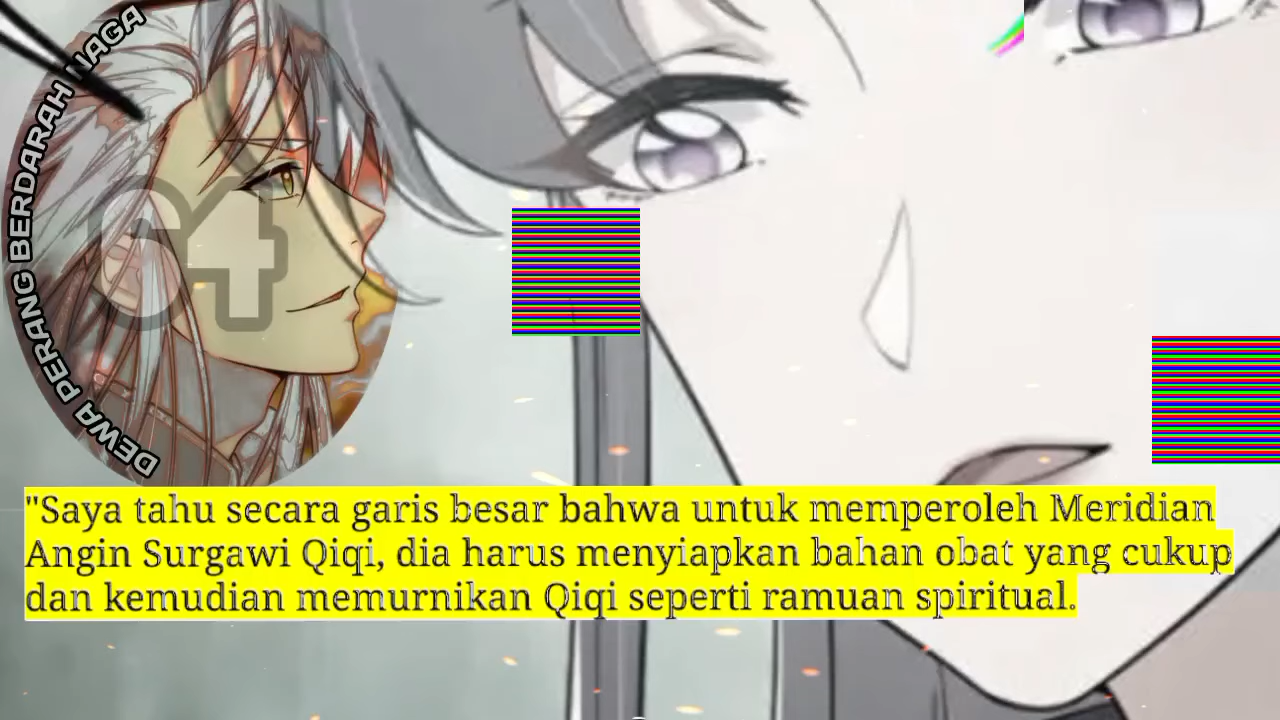 DEWA PERANG BERDARAH NAGA
64
"Saya tahu secara garis besar bahwa untuk memperoleh Meridian
Angin Surgawi Qiqi, dia harus menyiapkan bahan obat yang cukup
dan kemudian memurnikan Qiqi seperti ramuan spiritual.